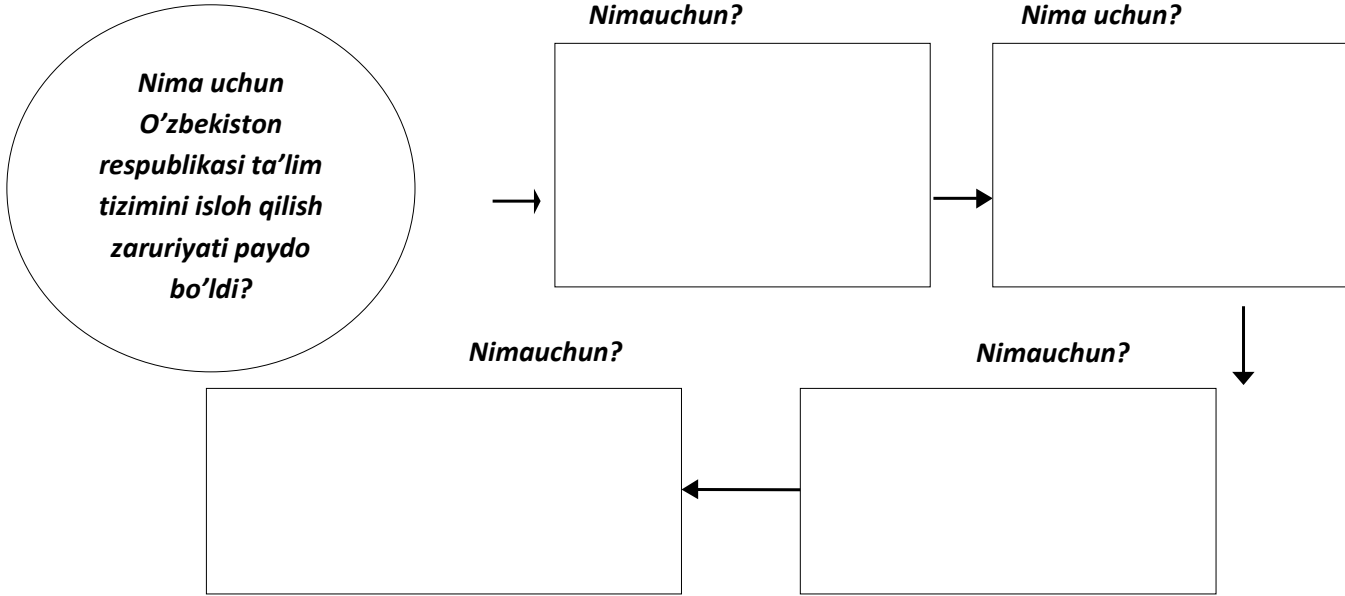 Nimauchun?
Nima uchun?
Nima uchun
O’zbekiston
respublikasi ta’lim
tizimini isloh qilish
zaruriyati paydo
bo’ldi?
Nimauchun?
Nimauchun?